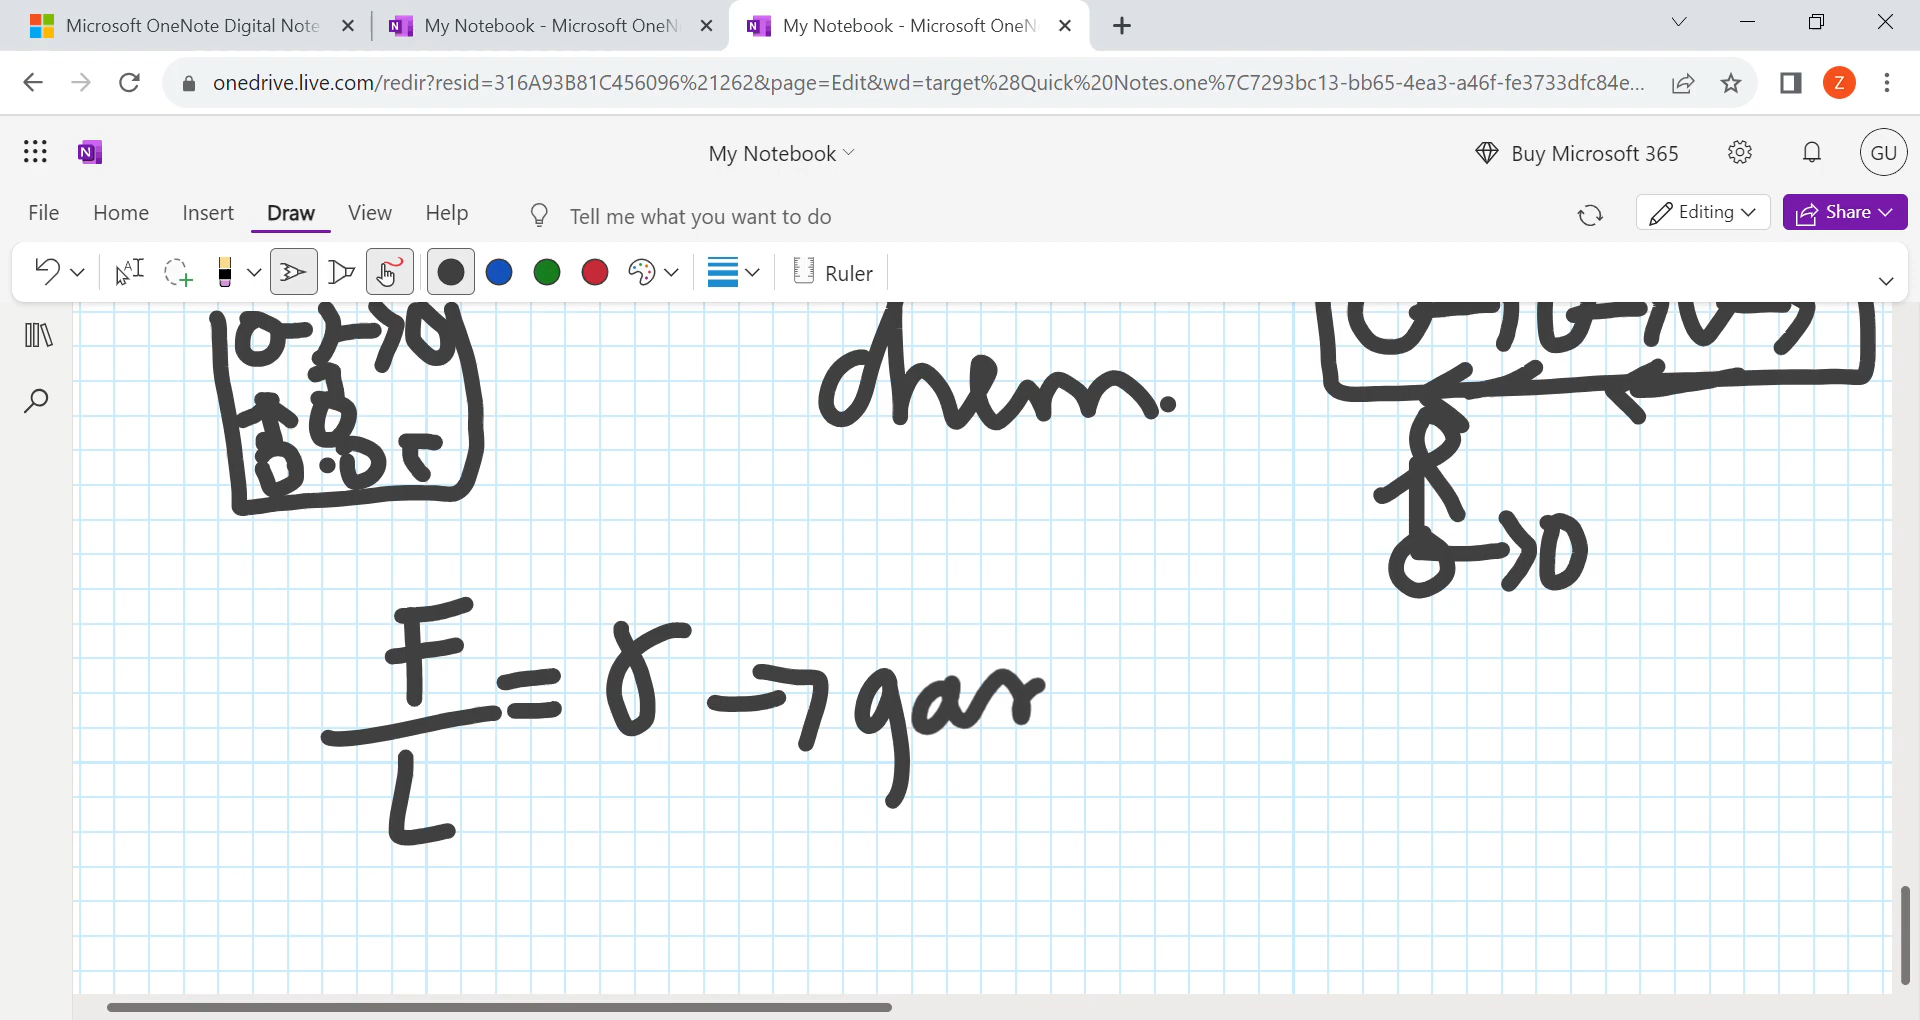 Microsoft OneNote Digital Note
My Notebook - Microsoft OneN
My Notebook - Microsoft OneN
onedrive.live.com/redir?resid=316A93B81C456096%21262&page=Edit&wd=target%28Quick%20Notes.one%7C7293bc13-bb65-4ea3-a46f-fe3733dfc84e...
Z
N
My Notebook
Buy Microsoft 365
GU
File Home Insert Draw View Help
Tell me what you want to do
Editing
Share
Ruler
chem.
F
— = γ → gam
L